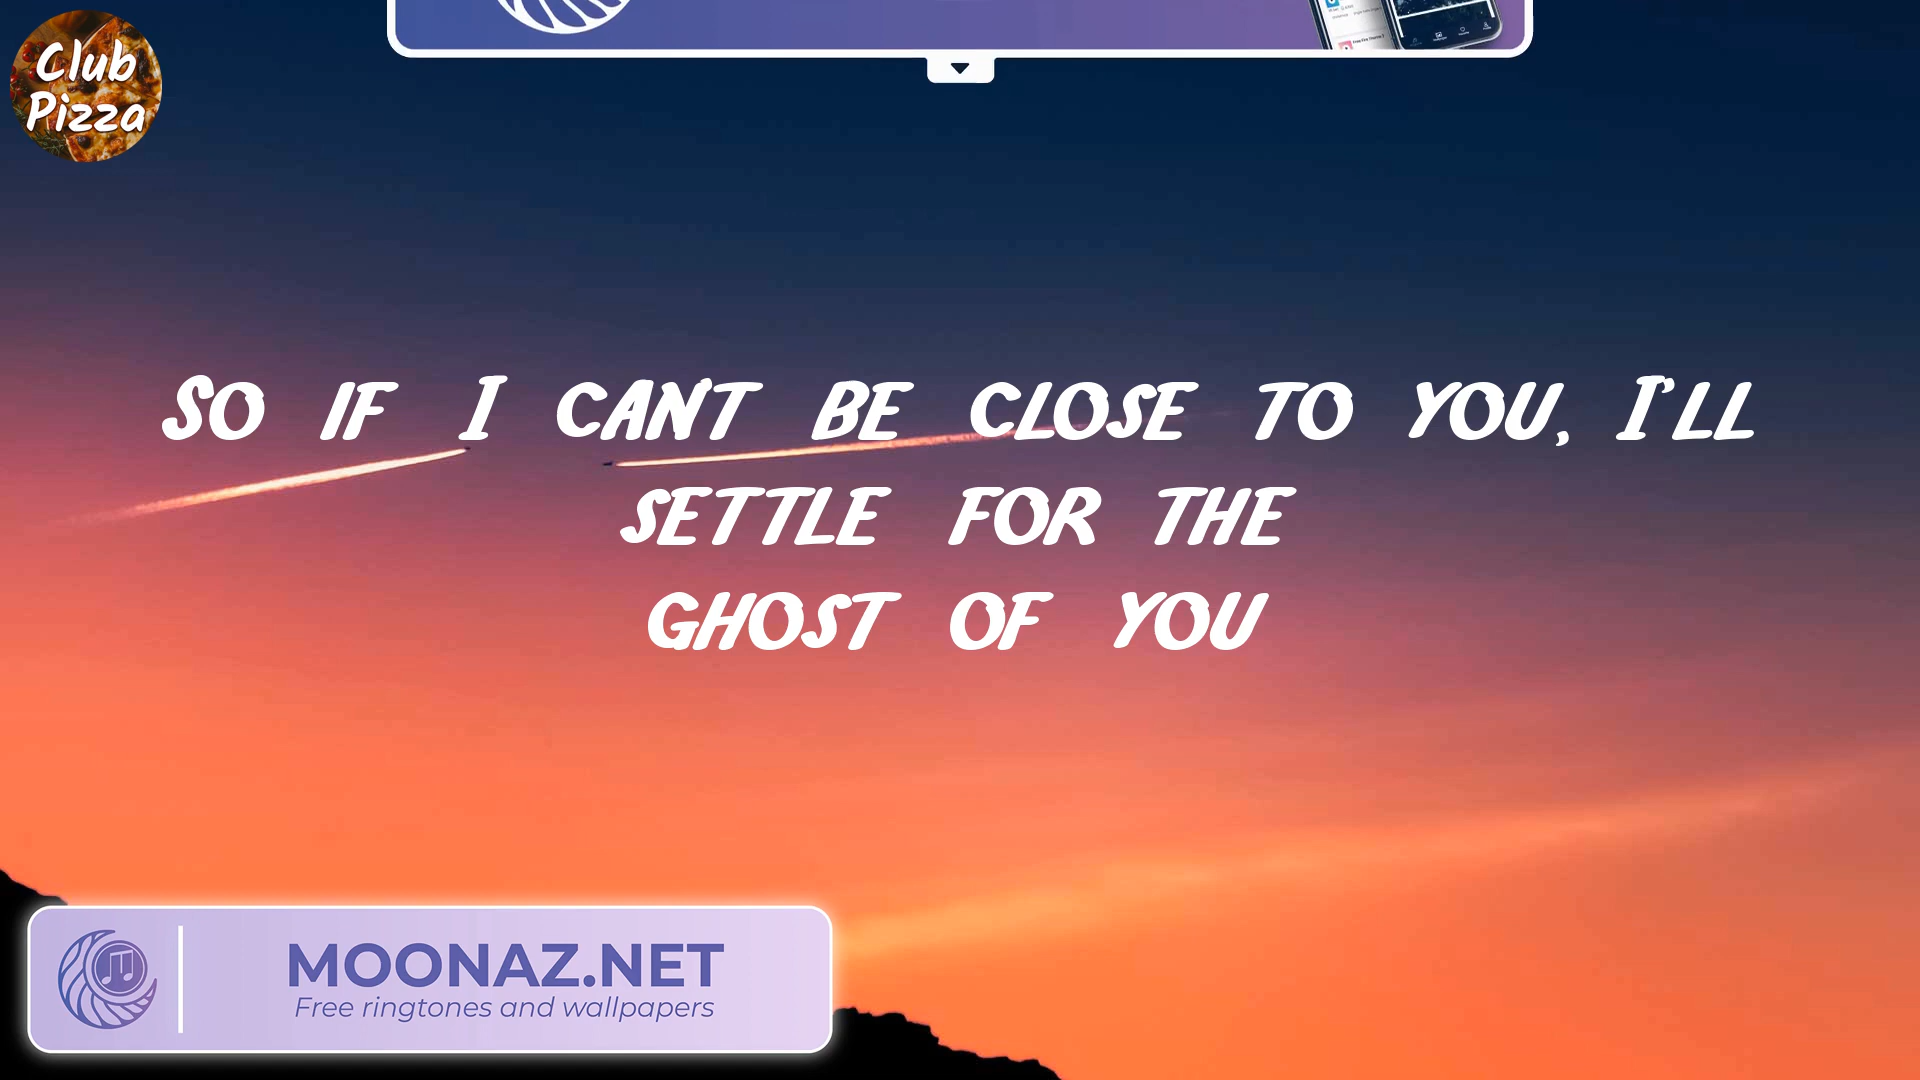 Club
Pizza
SO IF I CAN'T BE CLOSE TO YOU, I'LL
SETTLE FOR THE
GHOST OF YOU
MOONAZ.NET
Free ringtones and wallpapers